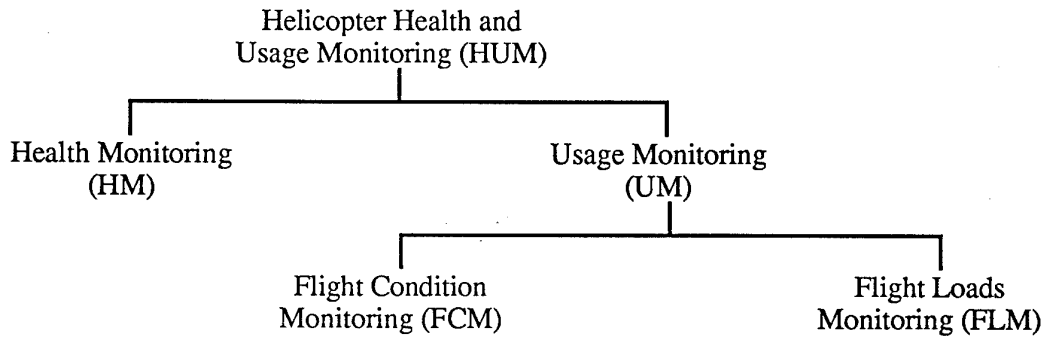 Helicopter Health and
Usage Monitoring (HUM)
Health Monitoring
(HM)
Usage Monitoring
(UM)
Flight Condition
Monitoring (FCM)
Flight Loads
Monitoring (FLM)